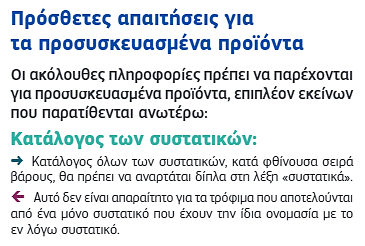 Πρόσθετες απαιτήσεις για
τα προσυσκευασμένα προϊόντα
Οι ακόλουθες πληροφορίες πρέπει να παρέχονται
για προσυσκευασμένα προϊόντα, επιπλέον εκείνων
που παρατίθενται ανωτέρω:
Κατάλογος των συστατικών:
➔ Κατάλογος όλων των συστατικών, κατά φθίνουσα σειρά
βάρους, θα πρέπει να αναρτάται δίπλα στη λέξη «συστατικά».
← Αυτό δεν είναι απαραίτητο για τα τρόφιμα που αποτελούνται
από ένα μόνο συστατικό που έχουν την ίδια ονομασία με το
εν λόγω συστατικό.